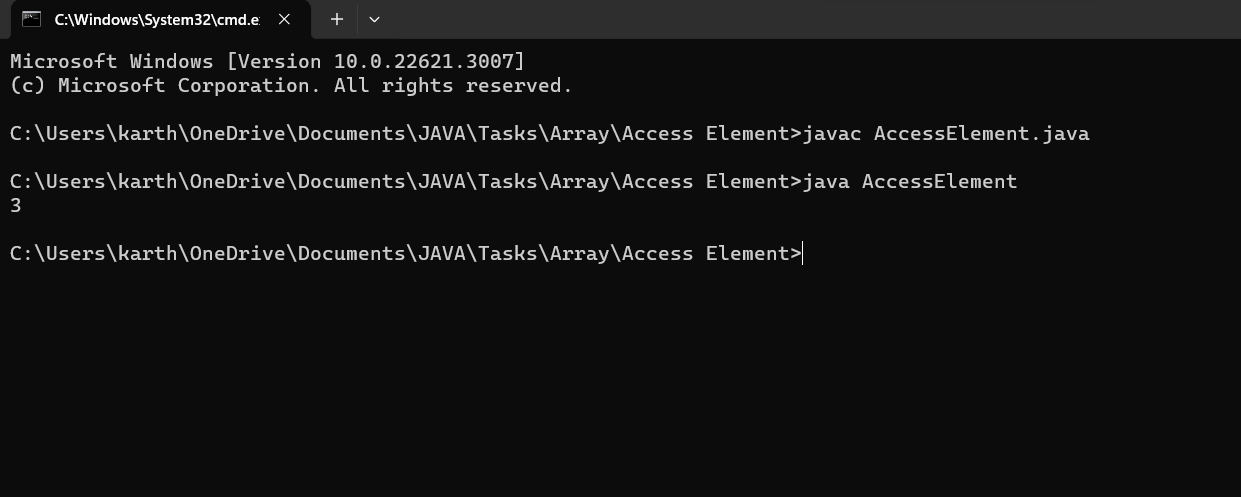 C:\Windows\System32\cmd.e
Microsoft Windows [Version 10.0.22621.3007]
(c) Microsoft Corporation. All rights reserved.
C:\Users\karth\OneDrive\Documents\JAVA\Tasks\Array\Access Element>javac AccessElement.java
C:\Users\karth\OneDrive\Documents\JAVA\Tasks\Array\Access Element>java AccessElement
3
C:\Users\karth\OneDrive\Documents\JAVA\Tasks\Array\Access Element>